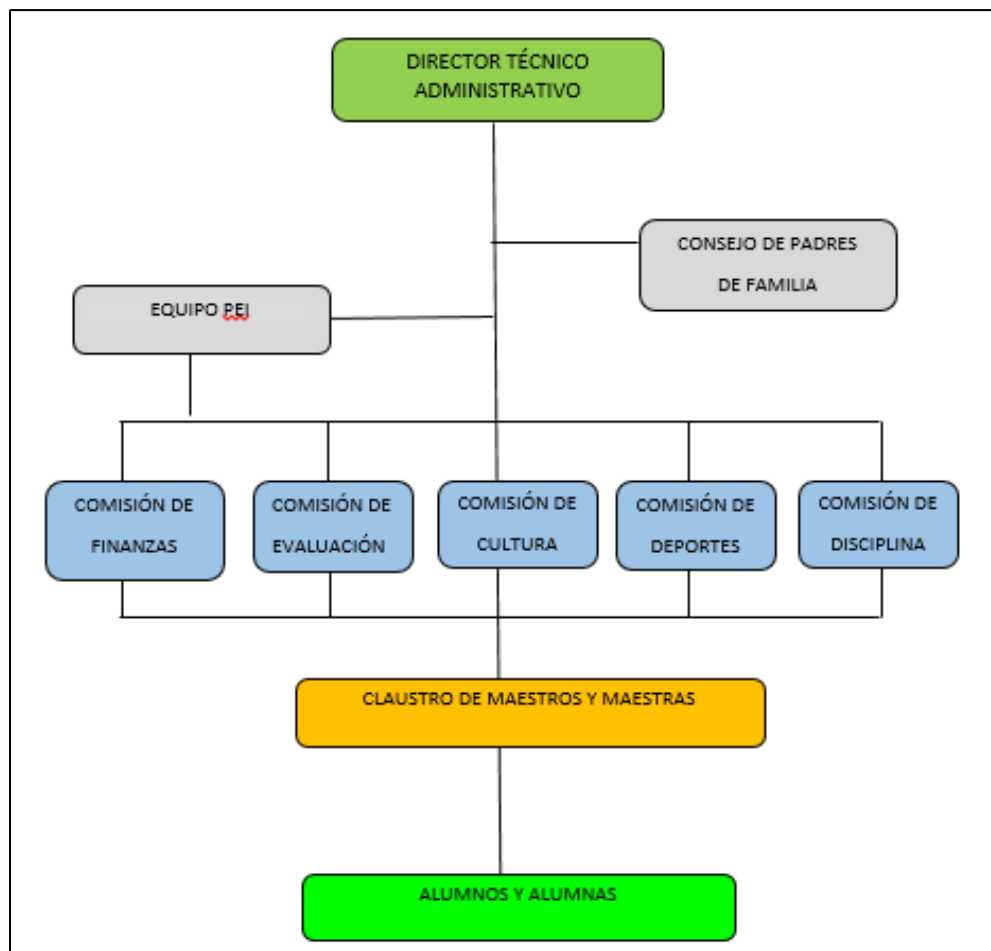 DIRECTOR TÉCNICO
ADMINISTRATIVO
CONSEJO DE PADRES
DE FAMILIA
EQUIPO PEI
COMISIÓN DE
FINANZAS
COMISIÓN DE
EVALUACIÓN
COMISIÓN DE
CULTURA
COMISIÓN DE
DEPORTES
COMISIÓN DE
DISCIPLINA
CLAUSTRO DE MAESTROS Y MAESTRAS
ALUMNOS Y ALUMNAS